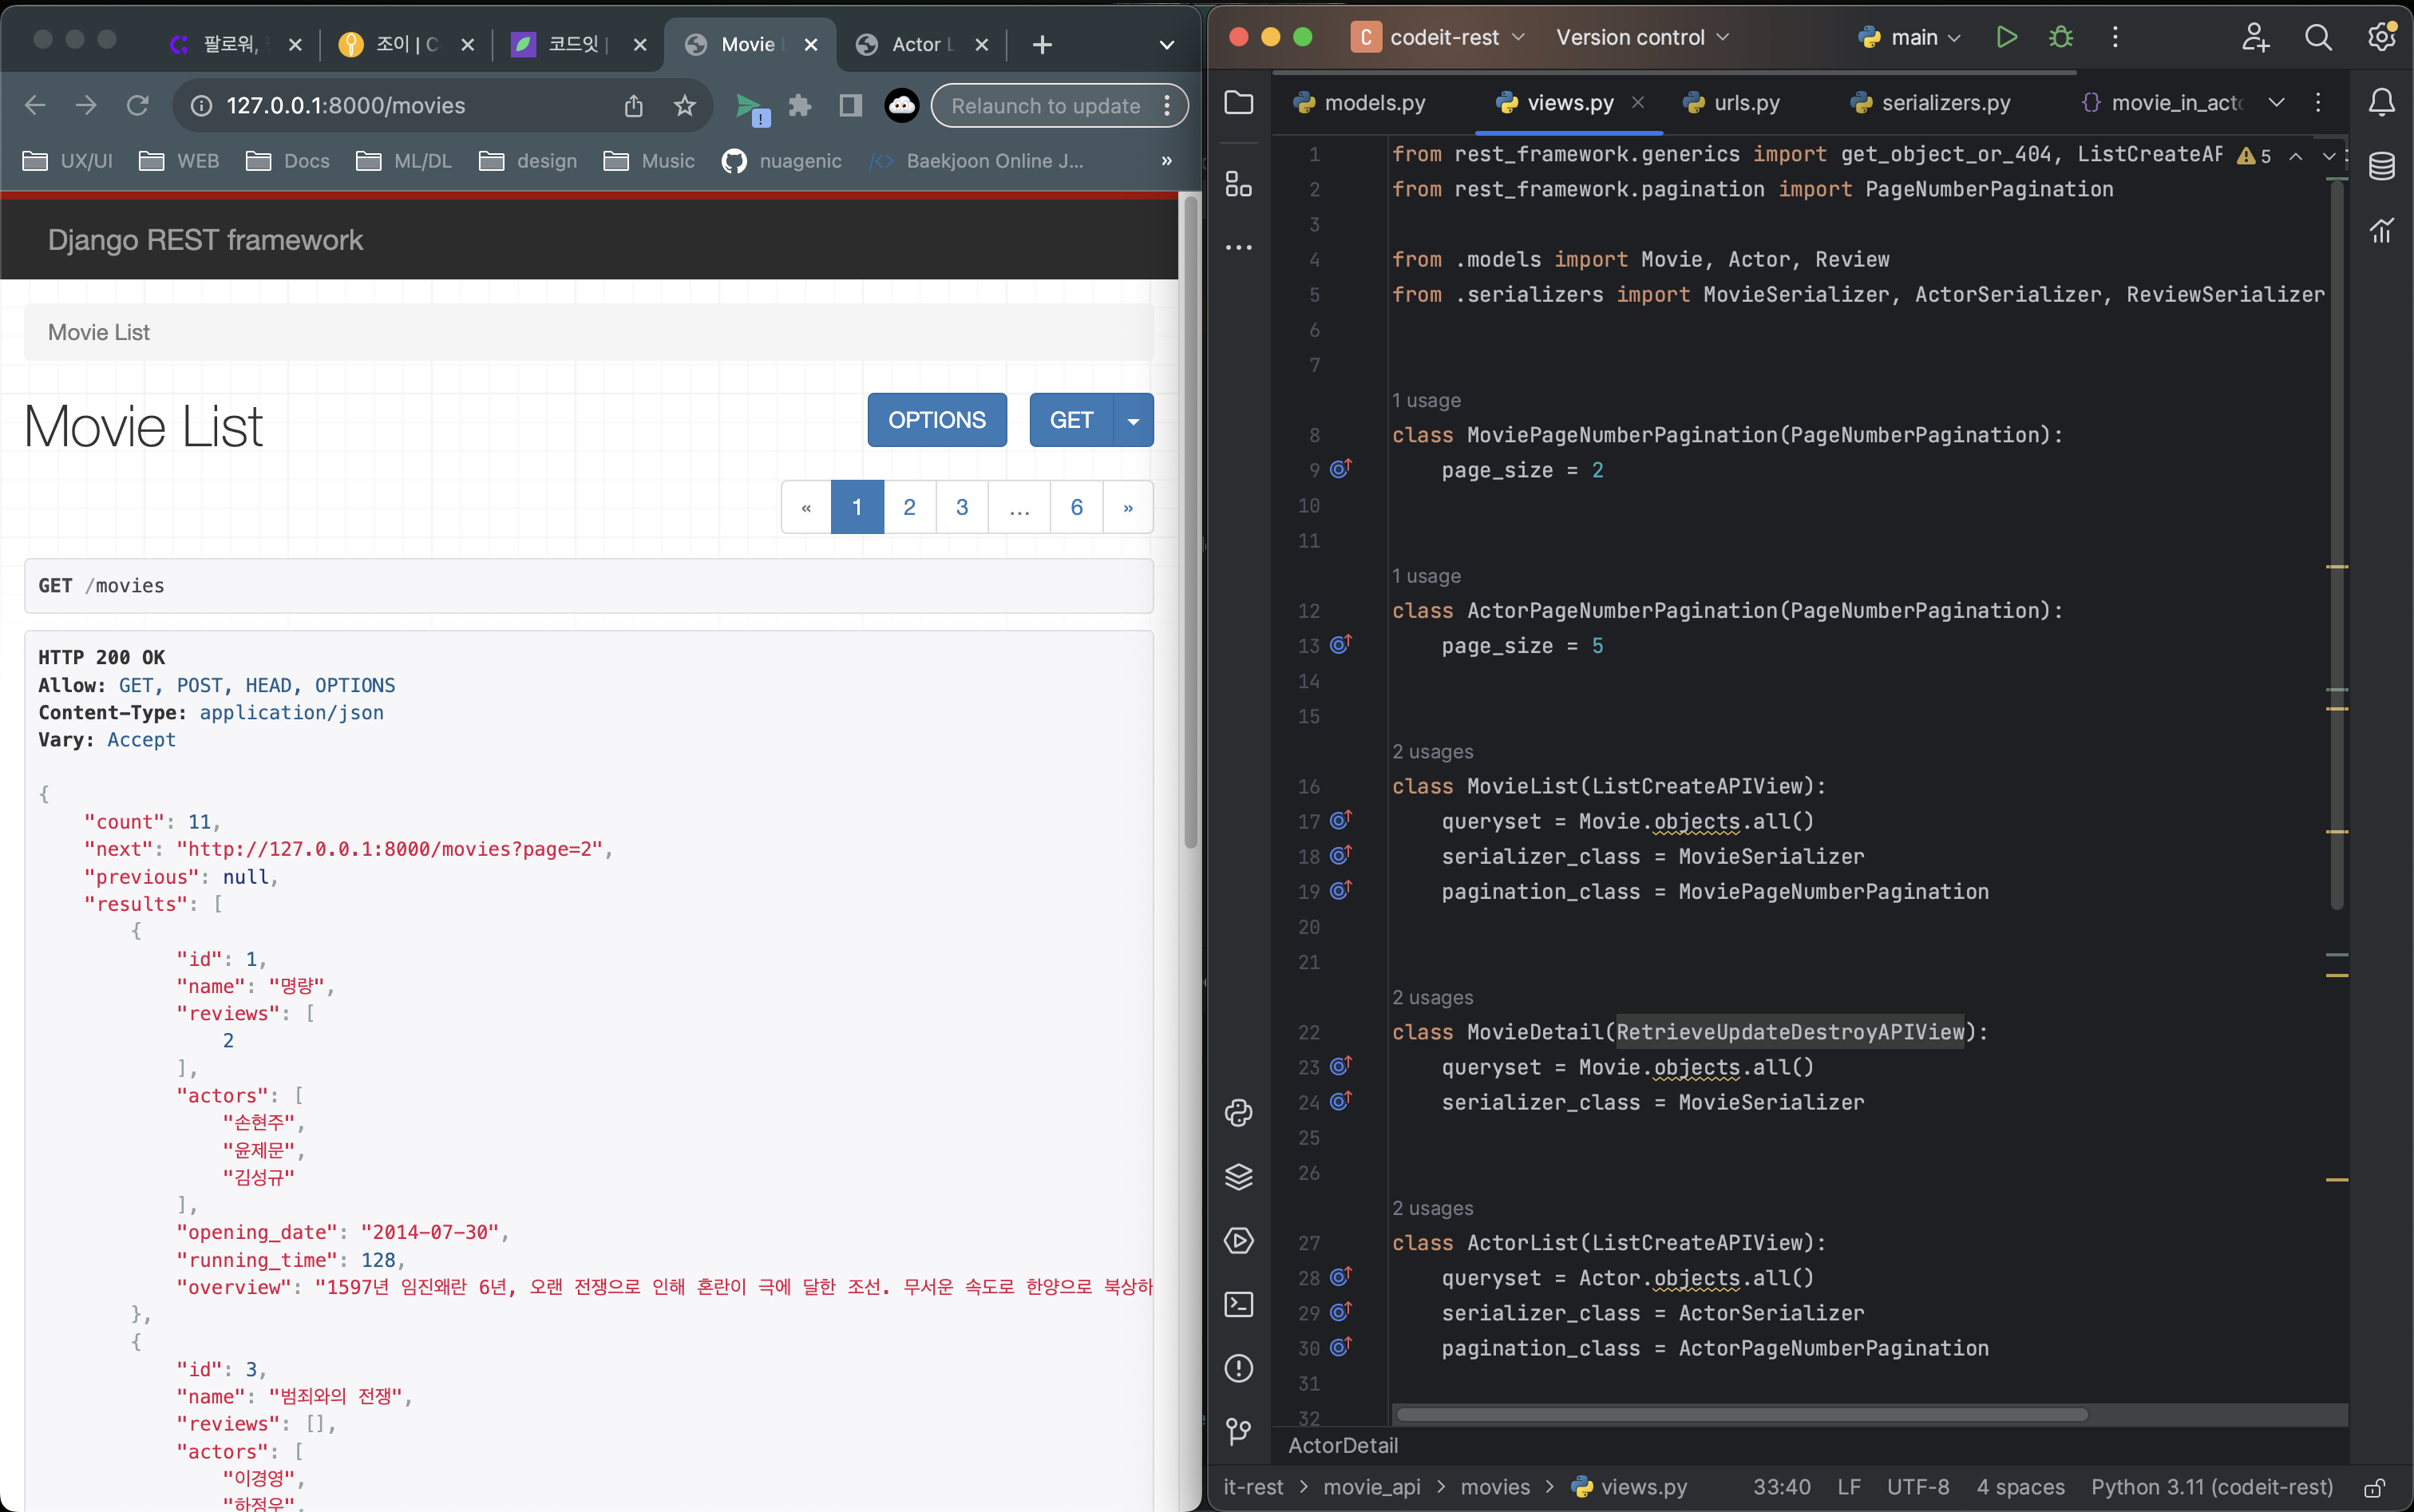 팔로워,
조이 | C
코드잇 |
Movie
Actor L
127.0.0.1:8000/movies
Relaunch to update
UX/UI
WEB
Docs
ML/DL
design
Music
nuagenic
Baekjoon Online J...
»
Django REST framework
Movie List
Movie List
OPTIONS
GET
« 1 2 3 … 6 »
GET /movies
HTTP 200 OK
Allow: GET, POST, HEAD, OPTIONS
Content-Type: application/json
Vary: Accept
{
"count": 11,
"next": "http://127.0.0.1:8000/movies?page=2",
"previous": null,
"results": [
{
"id": 1,
"name": "명량",
"reviews": [
2
],
"actors": [
"손현주",
"윤제문",
"김성규"
],
"opening_date": "2014-07-30",
"running_time": 128,
"overview": "1597년 임진왜란 6년, 오랜 전쟁으로 인해 혼란이 극에 달한 조선. 무서운 속도로 한양으로 북상하
},
{
"id": 3,
"name": "범죄와의 전쟁",
"reviews": [],
"actors": [
"이경영",
"하정우",
C codeit-rest
Version control
main
models.py
views.py
urls.py
serializers.py
{} movie_in_act
1 from rest_framework.generics import get_object_or_404, ListCreateAP
5
2 from rest_framework.pagination import PageNumberPagination
3
4 from .models import Movie, Actor, Review
5 from .serializers import MovieSerializer, ActorSerializer, ReviewSerializer
6
7
1 usage
8 class MoviePageNumberPagination(PageNumberPagination):
9 page_size = 2
10
11
1 usage
12 class ActorPageNumberPagination(PageNumberPagination):
13 page_size = 5
14
15
2 usages
16 class MovieList(ListCreateAPIView):
17 queryset = Movie.objects.all()
18 serializer_class = MovieSerializer
19 pagination_class = MoviePageNumberPagination
20
21
2 usages
22 class MovieDetail(RetrieveUpdateDestroyAPIView):
23 queryset = Movie.objects.all()
24 serializer_class = MovieSerializer
25
26
2 usages
27 class ActorList(ListCreateAPIView):
28 queryset = Actor.objects.all()
29 serializer_class = ActorSerializer
30 pagination_class = ActorPageNumberPagination
31
32
ActorDetail
it-rest > movie_api > movies > views.py
33:40 LF UTF-8 4 spaces Python 3.11 (codeit-rest)